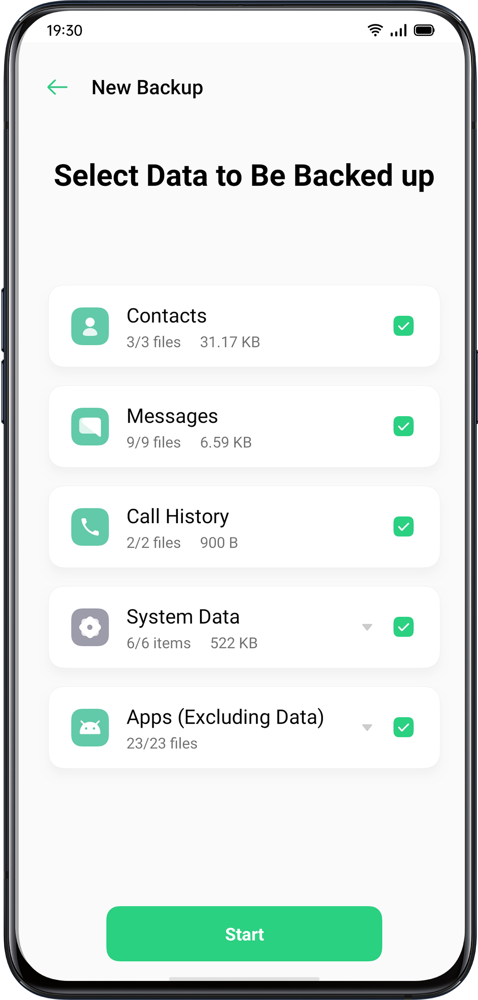 19:30
New Backup
Select Data to Be Backed up
Contacts
3/3 files 31.17 KB
Messages
9/9 files 6.59 KB
Call History
2/2 files 900 B
System Data
6/6 items 522 KB
Apps (Excluding Data)
23/23 files
Start